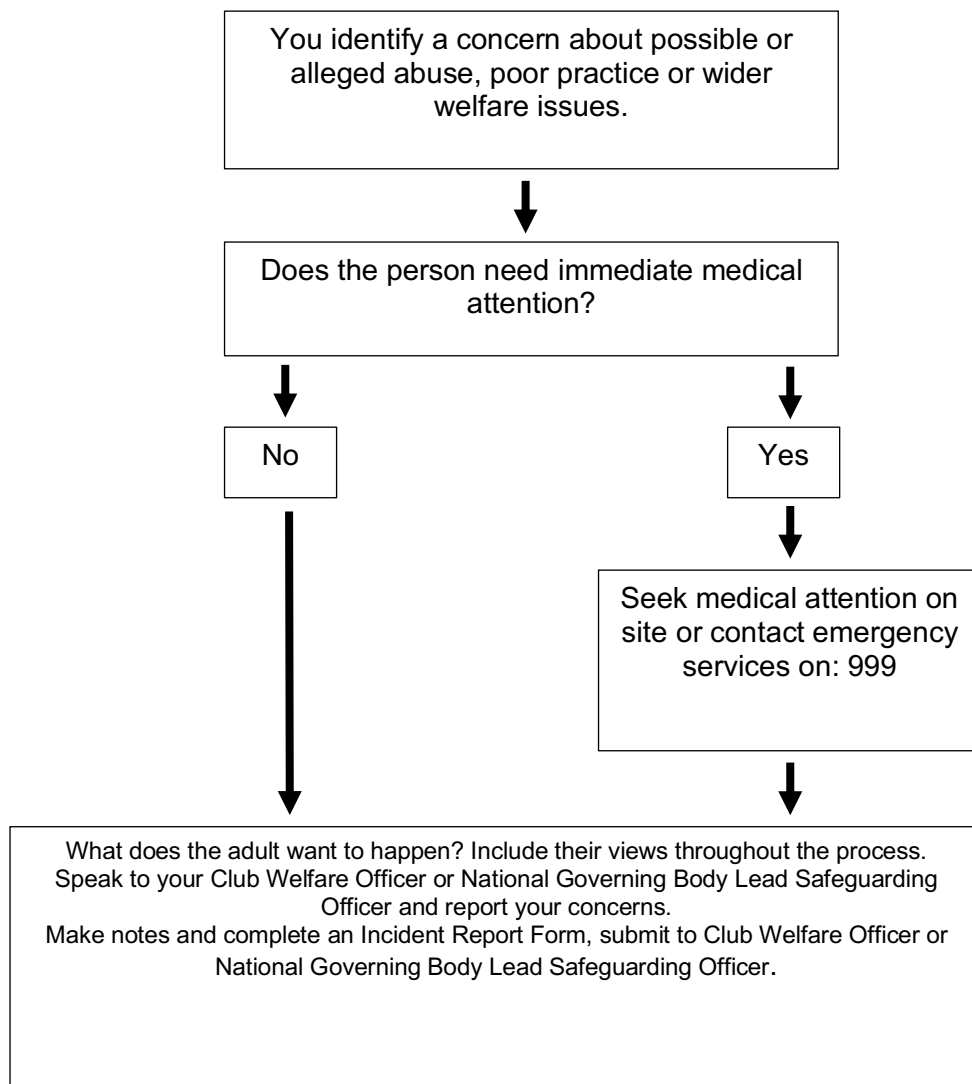 You identify a concern about possible or
alleged abuse, poor practice or wider
welfare issues.
Does the person need immediate medical
attention?
No
Yes
Seek medical attention on
site or contact emergency
services on: 999
What does the adult want to happen? Include their views throughout the process.
Speak to your Club Welfare Officer or National Governing Body Lead Safeguarding
Officer and report your concerns.
Make notes and complete an Incident Report Form, submit to Club Welfare Officer or
National Governing Body Lead Safeguarding Officer.